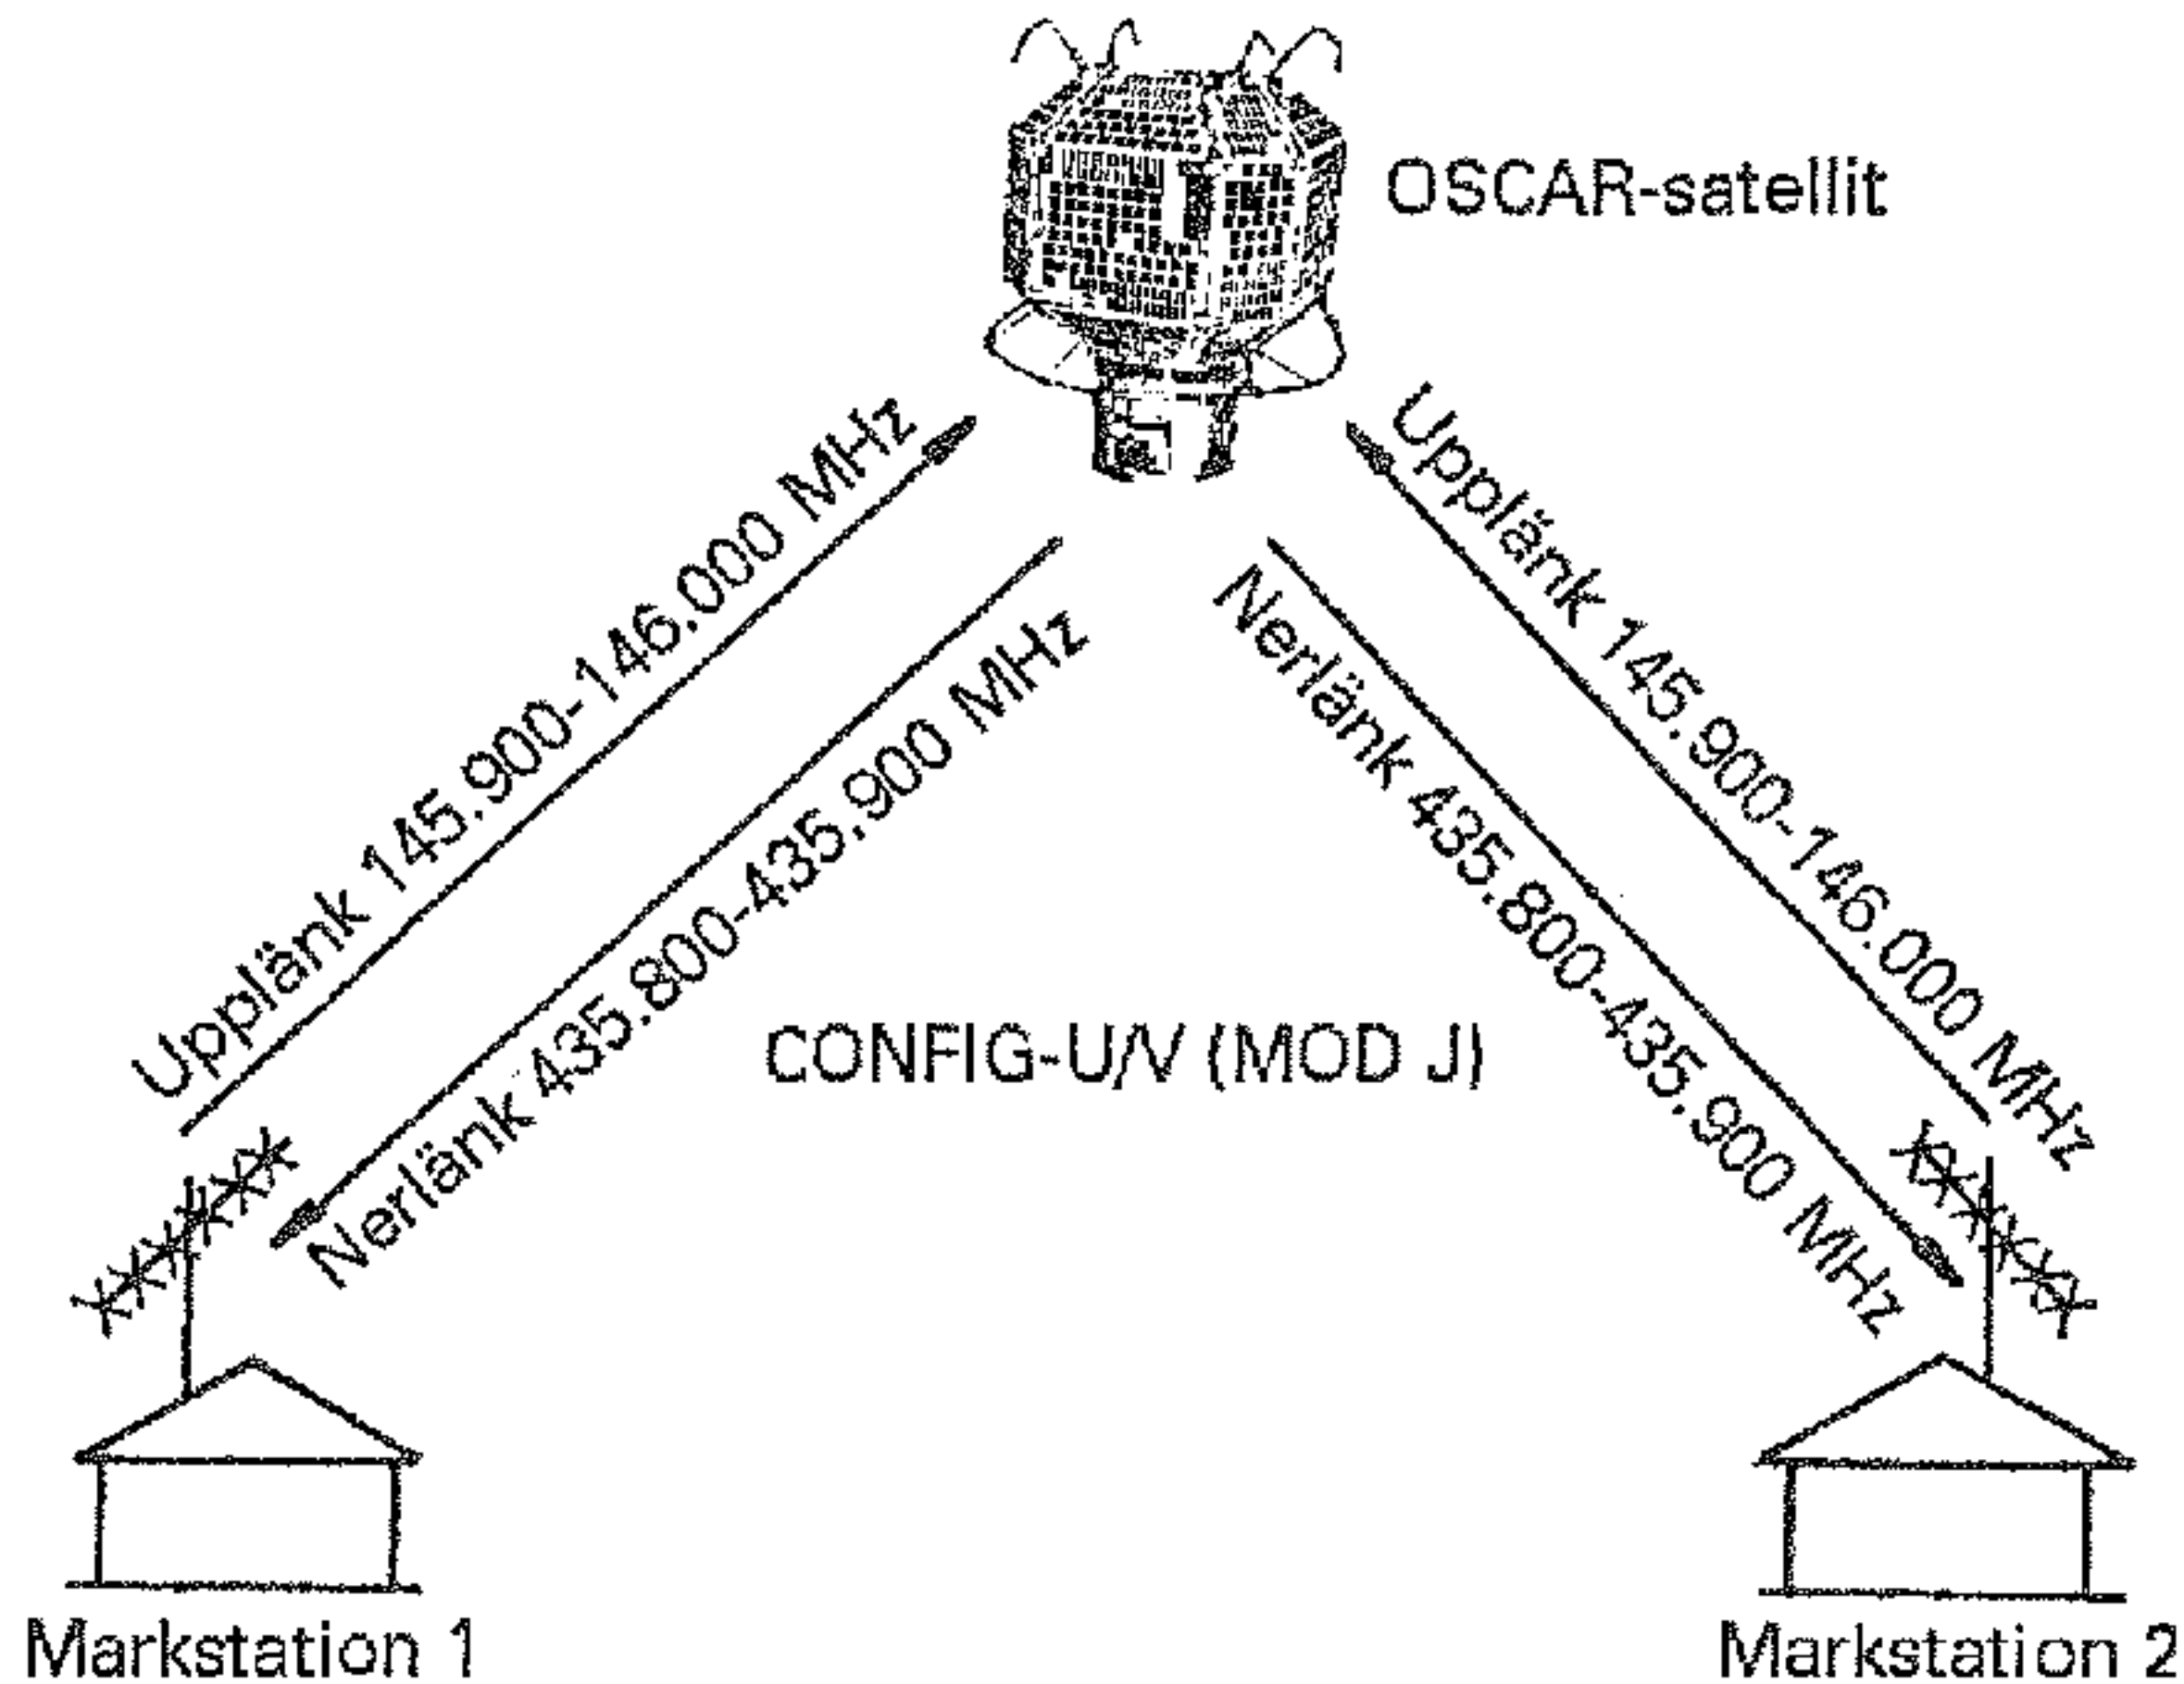 OSCAR-satellit
Upplänk 145.900-146.000 MHz
Nerlänk 435.800-435.900 MHz
Nerlänk 435.800-435.900 MHz
Upplänk 145.900-146.000 MHz
CONFIG-U/V (MOD J)
Markstation 1
Markstation 2